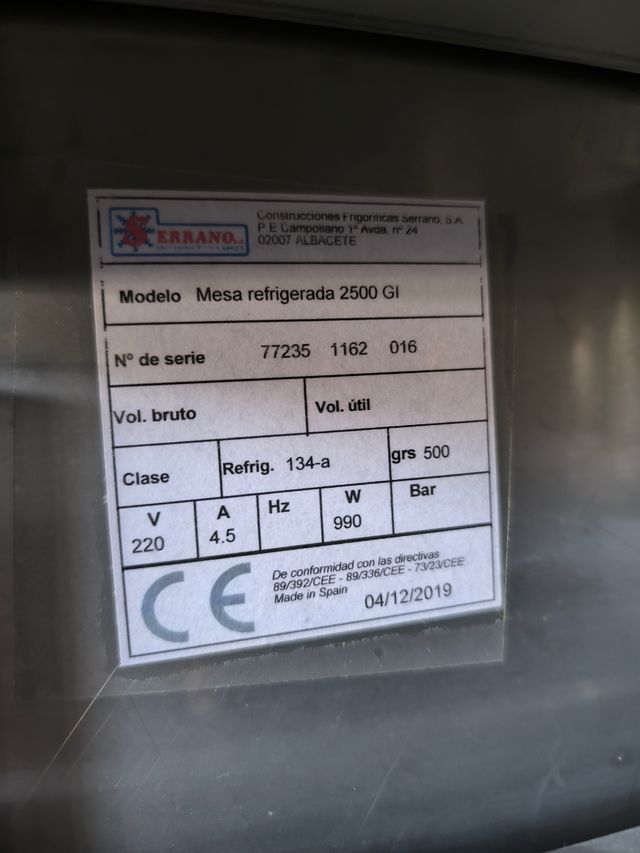 SERRANO S.A.
Construcciones Frigoríficas Serrano, S.A.
P.E Campollano 1ª Avda. nº 24
02007 ALBACETE
Modelo Mesa refrigerada 2500 GI
Nº de serie 77235 1162 016
Vol. bruto Vol. útil
Clase Refrig. 134-a grs 500
V A Hz W Bar
220 4.5 990
CE
De conformidad con las directivas
89/392/CEE - 89/336/CEE - 73/23/CEE
Made in Spain 04/12/2019